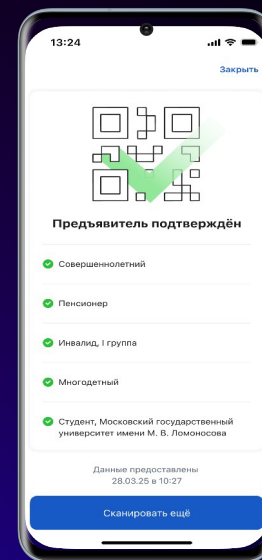 13:24
Закрыть
Предъявитель подтверждён
Совершеннолетний
Пенсионер
Инвалид, I группа
Многодетный
Студент, Московский государственный
университет имени М. В. Ломоносова
Данные предоставлены
28.03.25 в 10:27
Сканировать ещё